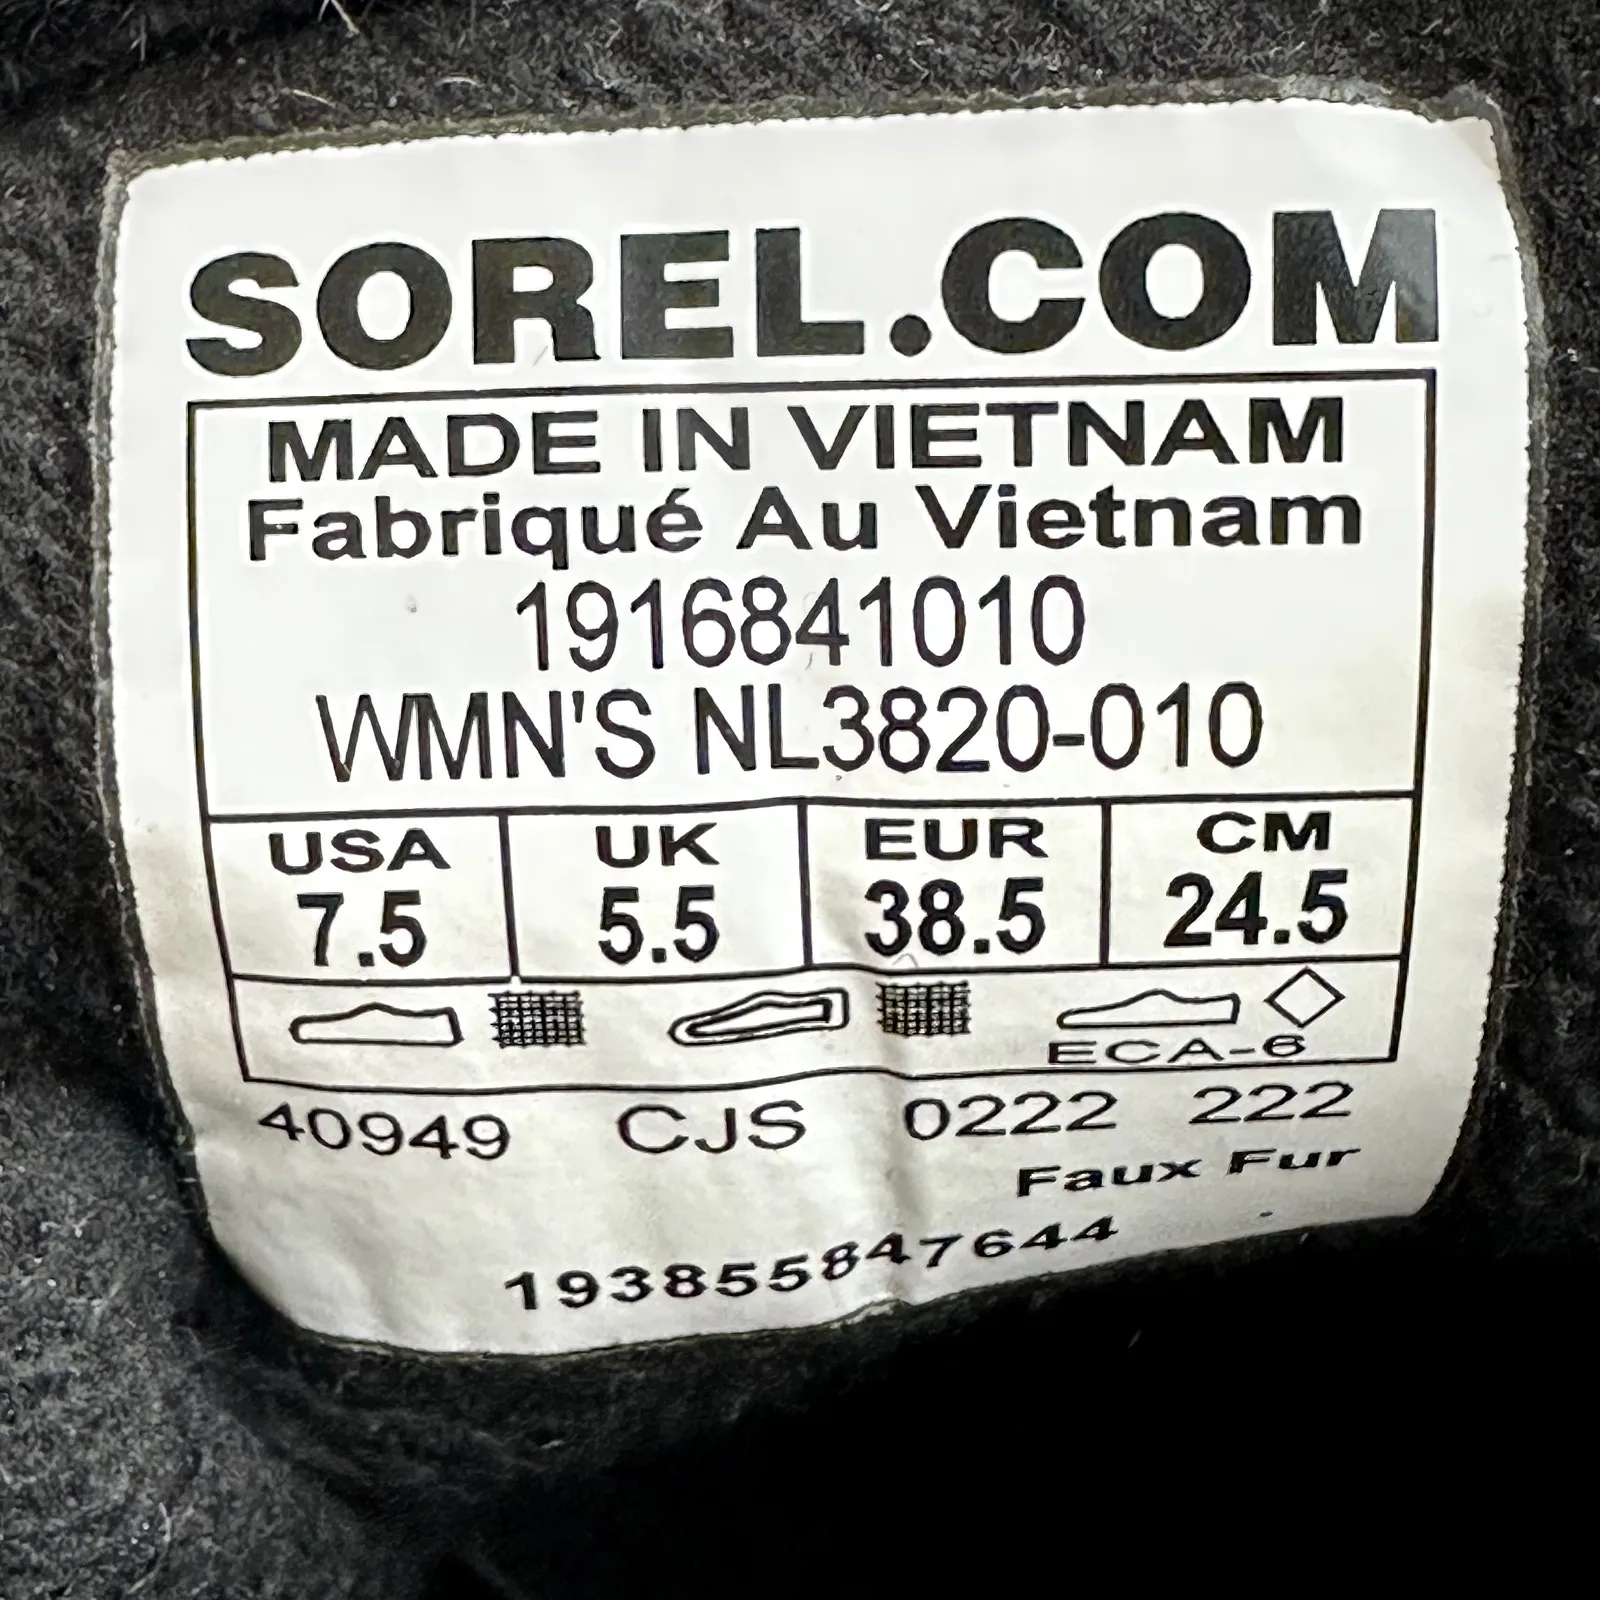 SOREL.COM
MADE IN VIETNAM
Fabriqué Au Vietnam
1916841010
WMN'S NL3820-010
USA UK EUR CM
7.5 5.5 38.5 24.5
ECA-6
40949 CJS 0222 222
Faux Fur
193855847644